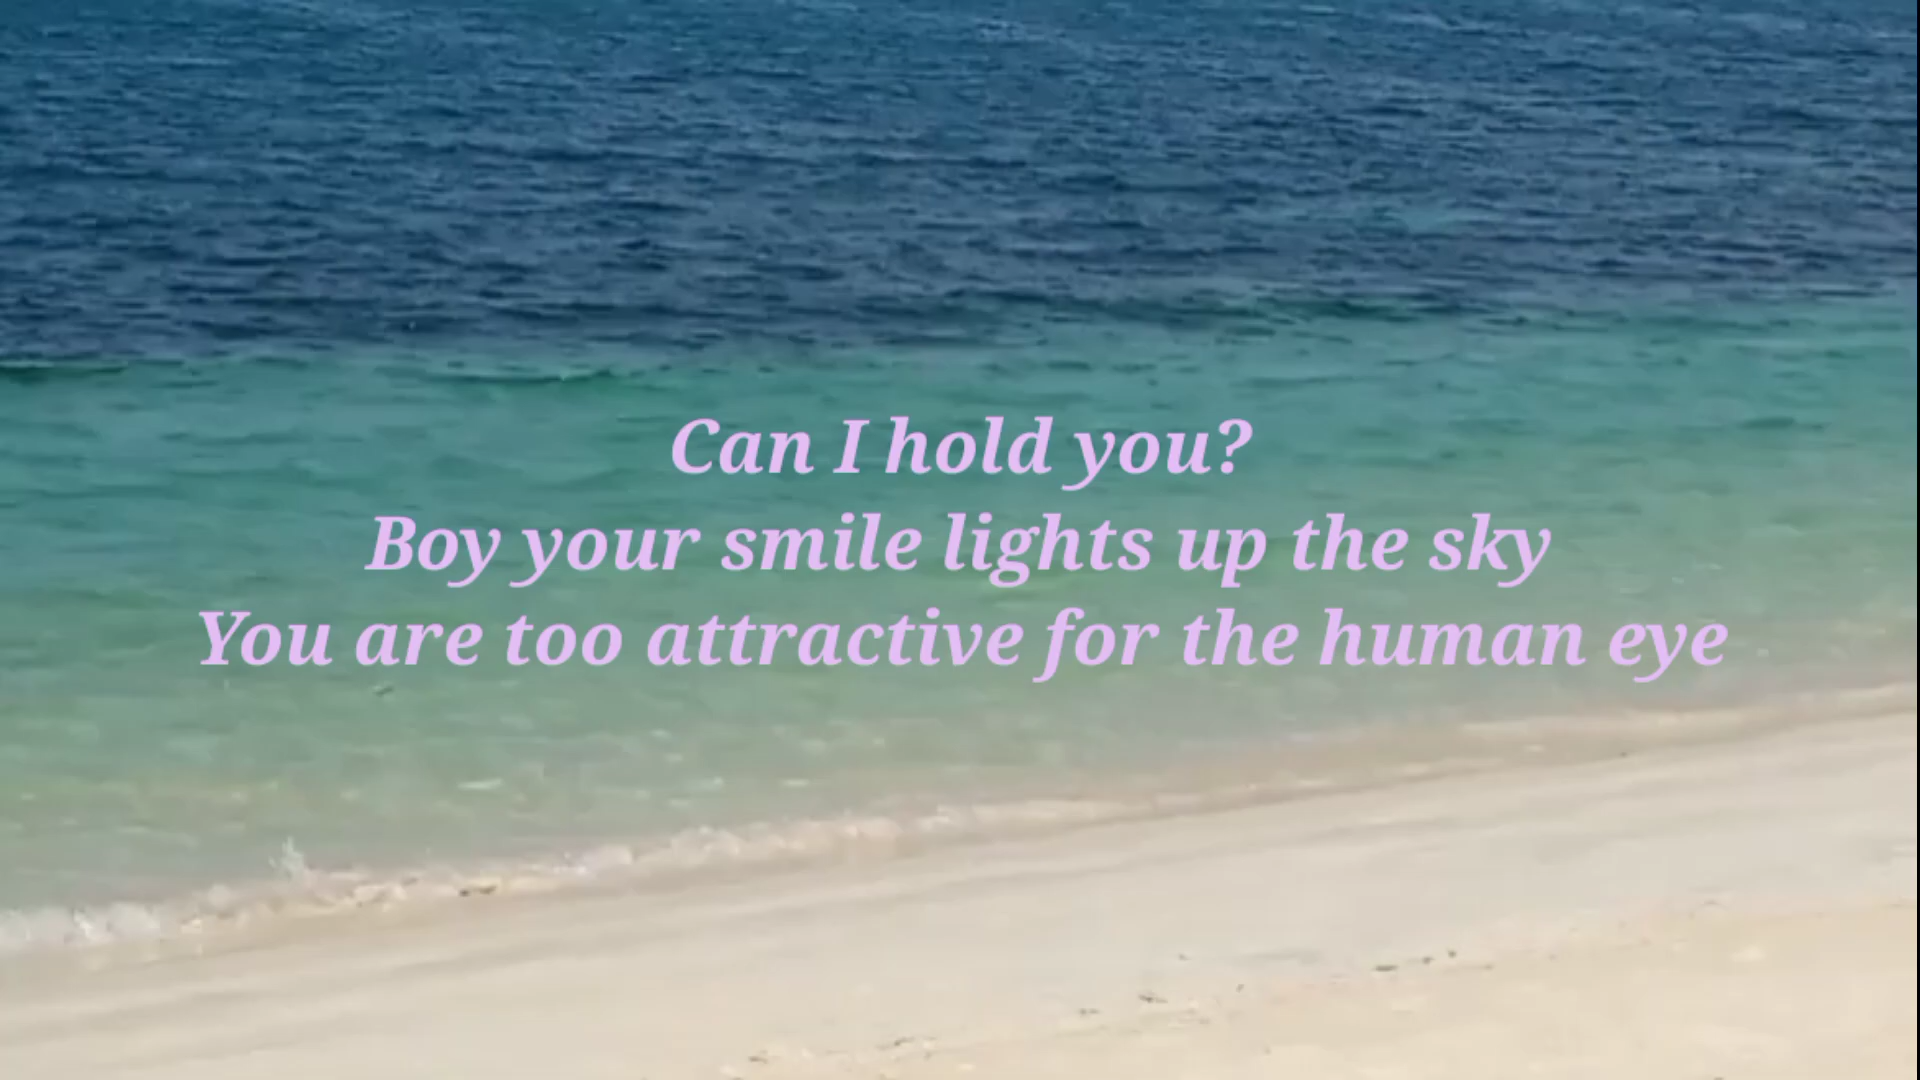 Can I hold you?
Boy your smile lights up the sky
You are too attractive for the human eye